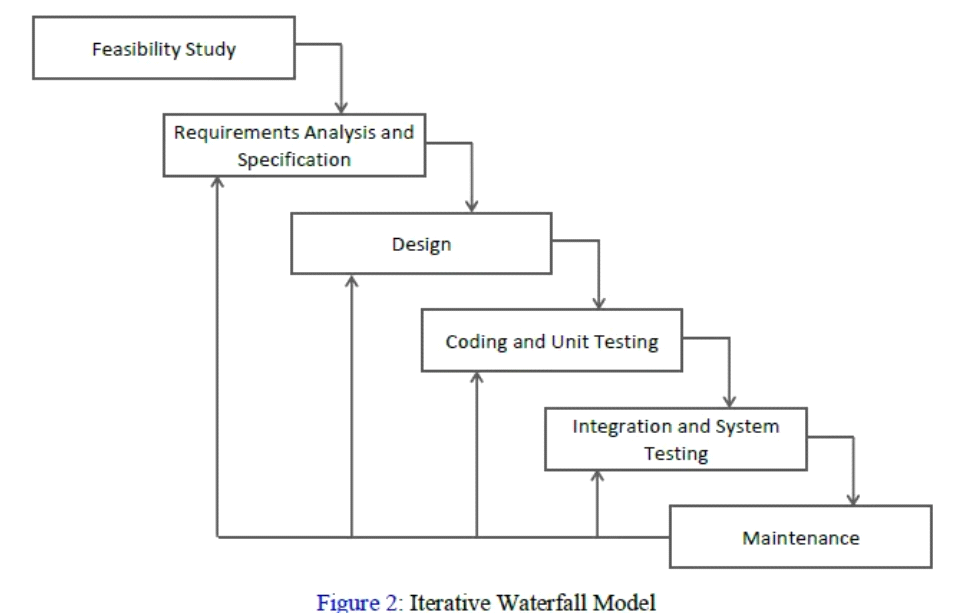 Feasibility Study
Requirements Analysis and
Specification
Design
Coding and Unit Testing
Integration and System
Testing
Maintenance
Figure 2: Iterative Waterfall Model